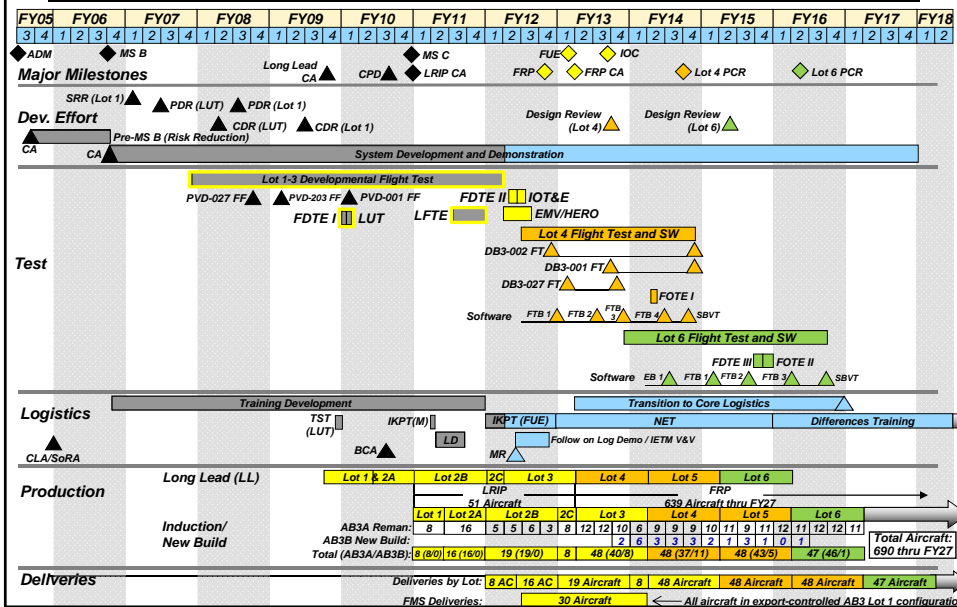 FY05 FY06 FY07 FY08 FY09 FY10 FY11 FY12 FY13 FY14 FY15 FY16 FY17 FY18
3 4 1 2 3 4 1 2 3 4 1 2 3 4 1 2 3 4 1 2 3 4 1 2 3 4 1 2 3 4 1 2 3 4 1 2 3 4 1 2 3 4 1 2 3 4 1 2 3 4 1 2
ADM MS B MS C FUE IOC
Major Milestones
Long Lead
CA CPD LRIP CA FRP FRP CA Lot 4 PCR Lot 6 PCR
SRR (Lot 1) PDR (LUT) PDR (Lot 1)
Dev. Effort
CDR (LUT) CDR (Lot 1)
Design Review
(Lot 4)
Design Review
(Lot 6)
Pre-MS B (Risk Reduction)
CA CA System Development and Demonstration
Lot 1-3 Developmental Flight Test
PVD-027 FF PVD-203 FF PVD-001 FF FDTE II IOT&E
FDTE I LUT LFTE EMV/HERO
Lot 4 Flight Test and SW
DB3-002 FT
Test
DB3-001 FT
DB3-027 FT
FOTE I
Software FTB 1 FTB 2 FTB 3 FTB 4 SBVT
Lot 6 Flight Test and SW
FDTE III FOTE II
Software EB 1 FTB 1 FTB 2 FTB 3 SBVT
Training Development Transition to Core Logistics
Logistics
TST
(LUT)
IKPT(M) IKPT (FUE) NET Differences Training
CLA/SoRA BCA LD MR Follow on Log Demo / IETM V&V
Long Lead (LL) Lot 1 & 2A Lot 2B 2C Lot 3 Lot 4 Lot 5 Lot 6
Production
LRIP
51 Aircraft
FRP
639 Aircraft thru FY27
Lot 1 Lot 2A Lot 2B 2C Lot 3 Lot 4 Lot 5 Lot 6
Induction/
New Build
AB3A Reman: 8 16 5 5 6 3 8 12 12 10 6 9 9 9 10 11 9 11 12 11 12 12 11
AB3B New Build: 2 6 3 3 3 2 1 3 1 0 1
Total (AB3A/AB3B): 8 (8/0) 16 (16/0) 19 (19/0) 8 48 (40/8) 48 (37/11) 48 (43/5) 47 (46/1)
Total Aircraft:
690 thru FY27
Deliveries
Deliveries by Lot: 8 AC 16 AC 19 Aircraft 8 48 Aircraft 48 Aircraft 48 Aircraft 47 Aircraft
FMS Deliveries: 30 Aircraft All aircraft in export-controlled AB3 Lot 1 configuratio